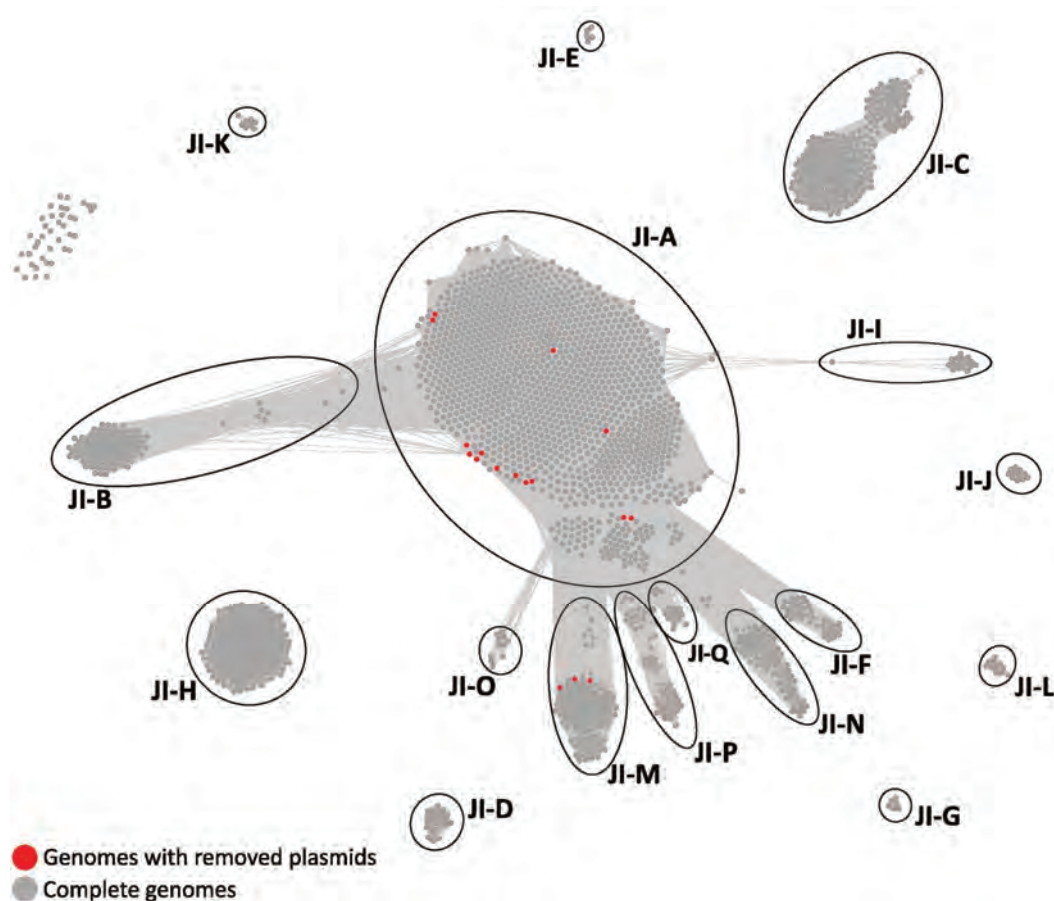 JI-E
JI-K
JI-C
JI-A
JI-I
JI-B
JI-J
JI-H
JI-O
JI-Q
JI-F
JI-L
JI-N
JI-P
JI-M
JI-D
JI-G
Genomes with removed plasmids
Complete genomes